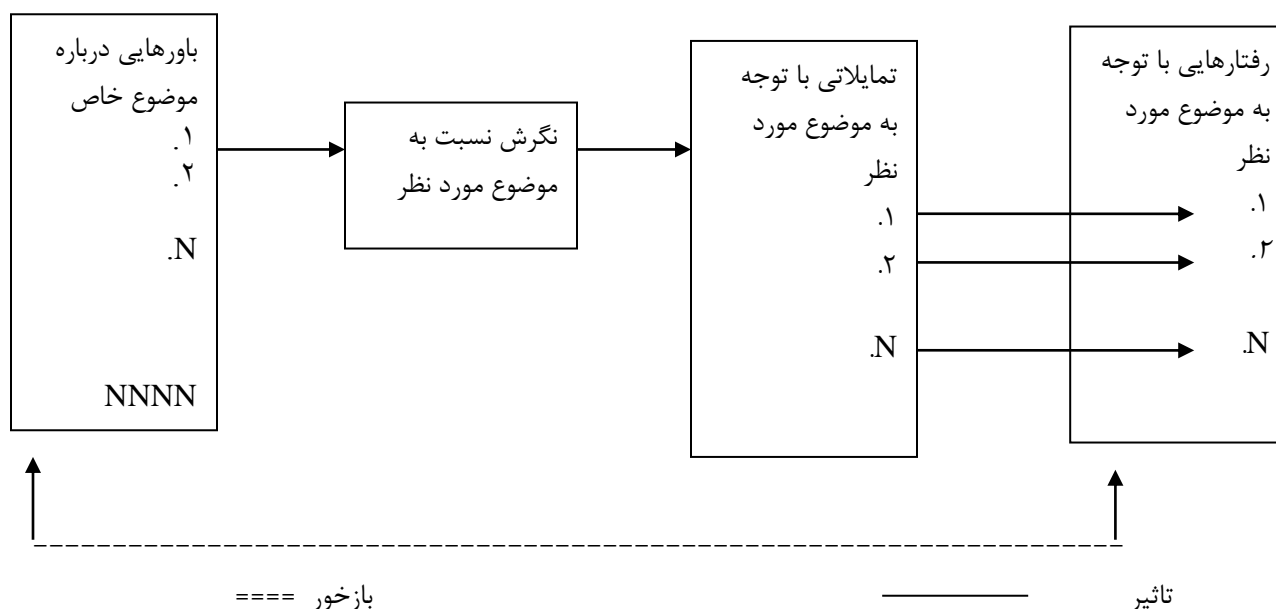 باورهایی درباره
موضوع خاص
۱.
۲.
N.
NNNN
نگرش نسبت به
موضوع مورد نظر
تمایلاتی با توجه
به موضوع مورد
نظر
۱.
۲.
N.
رفتارهایی با توجه
به موضوع مورد
نظر
۱.
۲.
N.
تاثیر
بازخور ====